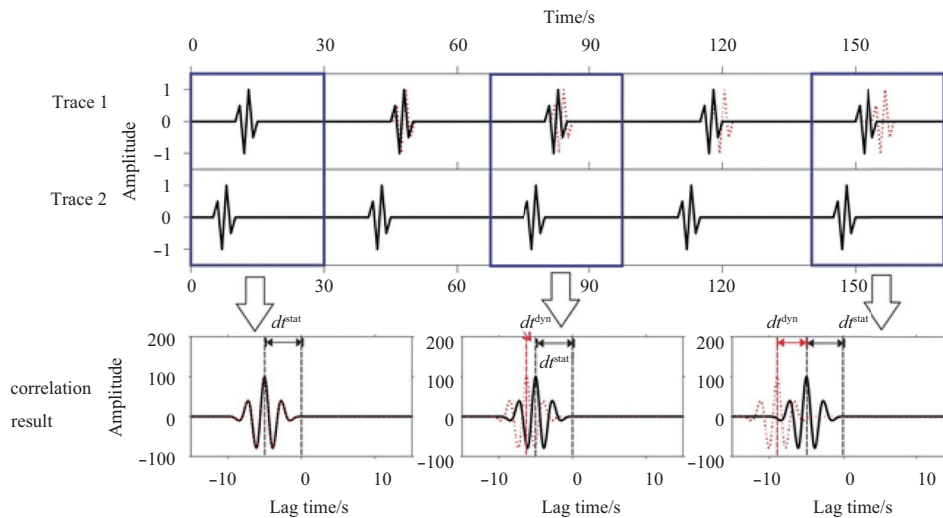 Time/s
0 30 60 90 120 150
Trace 1
1
0
−1
Amplitude
Trace 2
1
0
−1
0 30 60 90 120 150
dt^stat
dt^dyn
dt^stat
dt^dyn dt^stat
correlation
result
Amplitude
200
100
0
−100
200
100
0
−100
200
100
0
−100
−10 0 10
−10 0 10
−10 0 10
Lag time/s Lag time/s Lag time/s